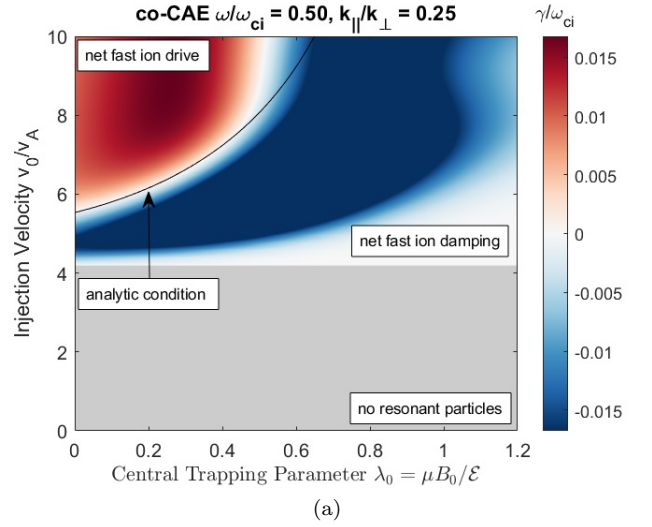 co-CAE ω/ω_ci = 0.50, k_||/k_⊥ = 0.25
γ/ω_ci
10
8
6
4
2
0
Injection Velocity v_0/v_A
net fast ion drive
net fast ion damping
analytic condition
no resonant particles
0
0.2
0.4
0.6
0.8
1
1.2
Central Trapping Parameter λ_0 = μB_0/ℰ
0.015
0.01
0.005
0
-0.005
-0.01
-0.015
(a)